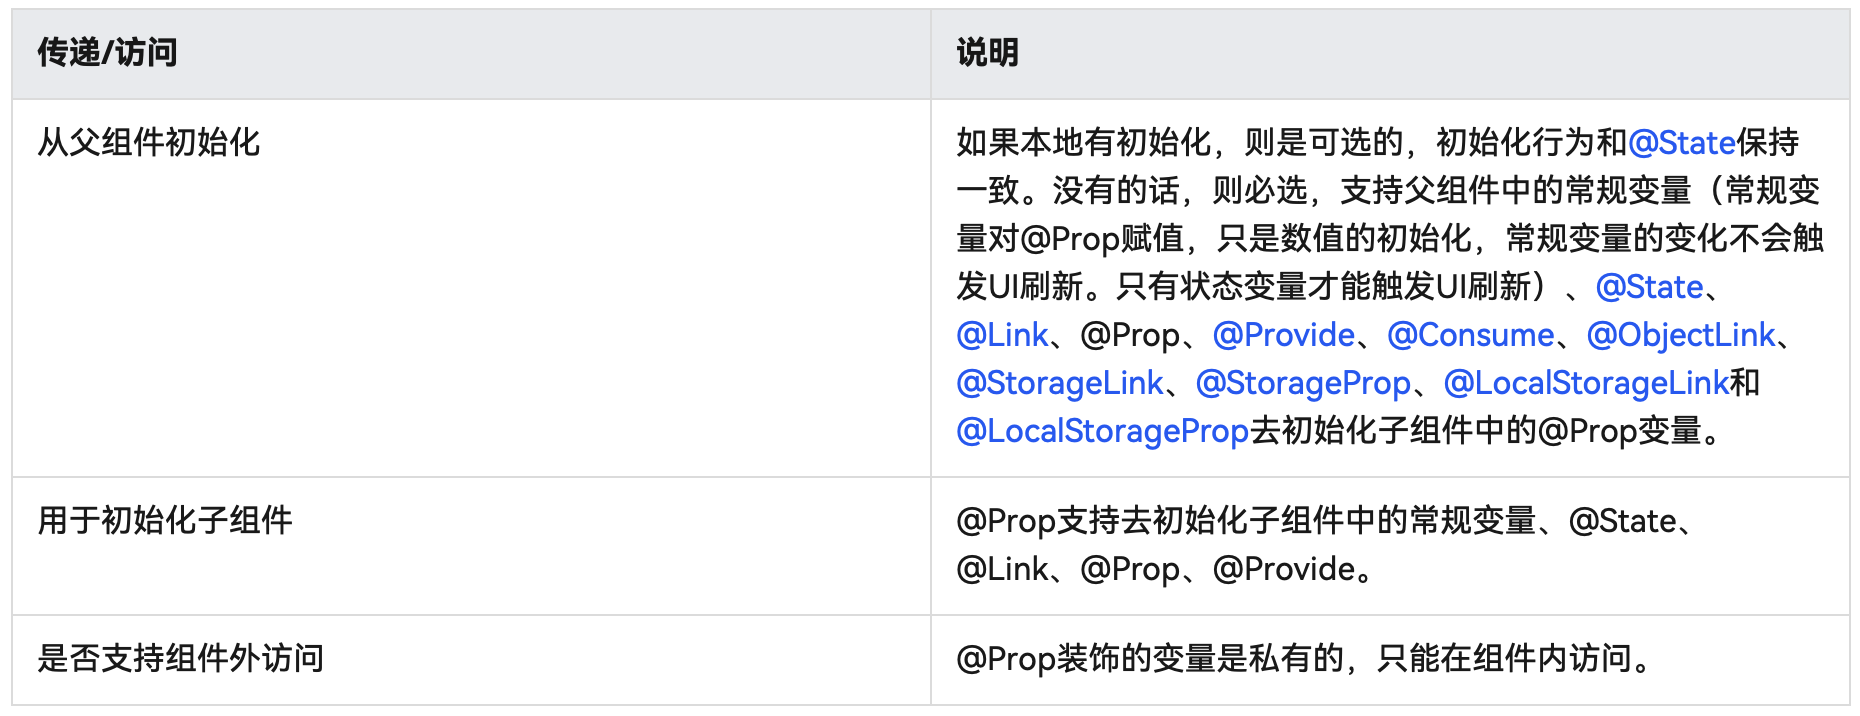 传递/访问
说明
从父组件初始化
如果本地有初始化，则是可选的，初始化行为和@State保持
一致。没有的话，则必选，支持父组件中的常规变量（常规变
量对@Prop赋值，只是数值的初始化，常规变量的变化不会触
发UI刷新。只有状态变量才能触发UI刷新）、@State、
@Link、@Prop、@Provide、@Consume、@ObjectLink、
@StorageLink、@StorageProp、@LocalStorageLink和
@LocalStorageProp去初始化子组件中的@Prop变量。
用于初始化子组件
@Prop支持去初始化子组件中的常规变量、@State、
@Link、@Prop、@Provide。
是否支持组件外访问
@Prop装饰的变量是私有的，只能在组件内访问。